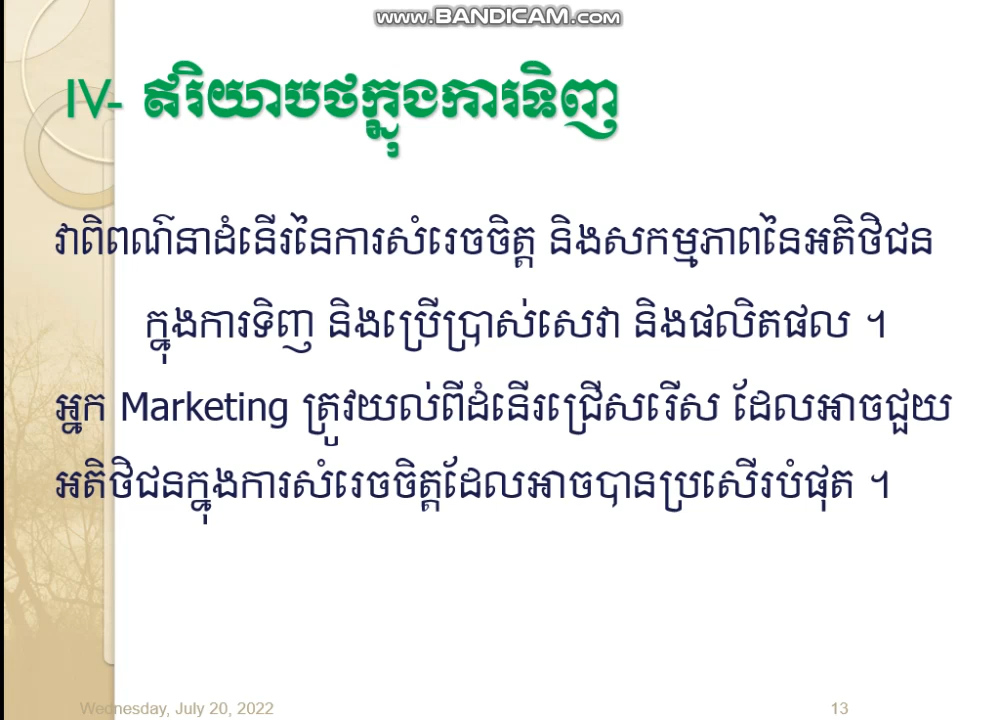 www.BANDICAM.com
IV- ឥរិយាបថក្នុងការទិញ
វាពិពណ៌នាដំនើរនៃការសំរេចចិត្ត និងសកម្មភាពនៃអតិថិជន
ក្នុងការទិញ និងប្រើប្រាស់សេវា និងផលិតផល ។
អ្នក Marketing ត្រូវយល់ពីដំនើរជ្រើសរើស ដែលអាចជួយ
អតិថិជនក្នុងការសំរេចចិត្តដែលអាចបានប្រសើរបំផុត ។
Wednesday, July 20, 2022
13